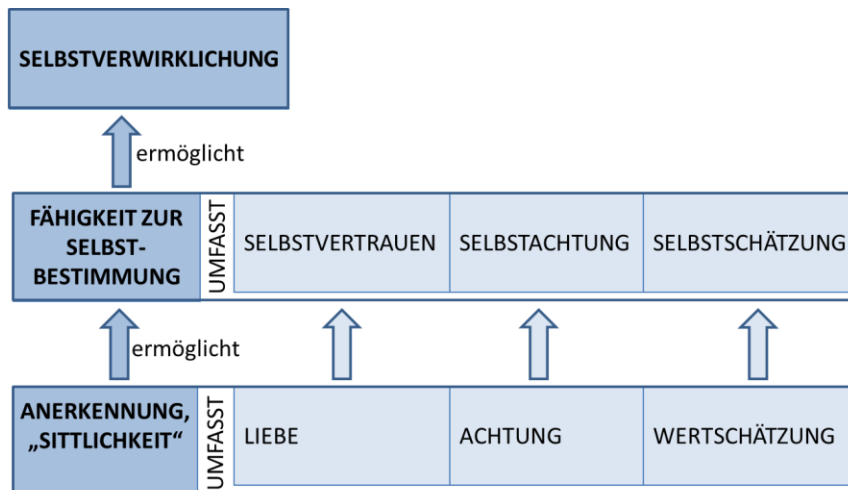 SELBSTVERWIRKLICHUNG
ermöglicht
FÄHIGKEIT ZUR
SELBST-
BESTIMMUNG
UMFASST
SELBSTVERTRAUEN
SELBSTACHTUNG
SELBSTSCHÄTZUNG
ermöglicht
ANERKENNUNG,
„SITTLICHKEIT“
UMFASST
LIEBE
ACHTUNG
WERTSCHÄTZUNG